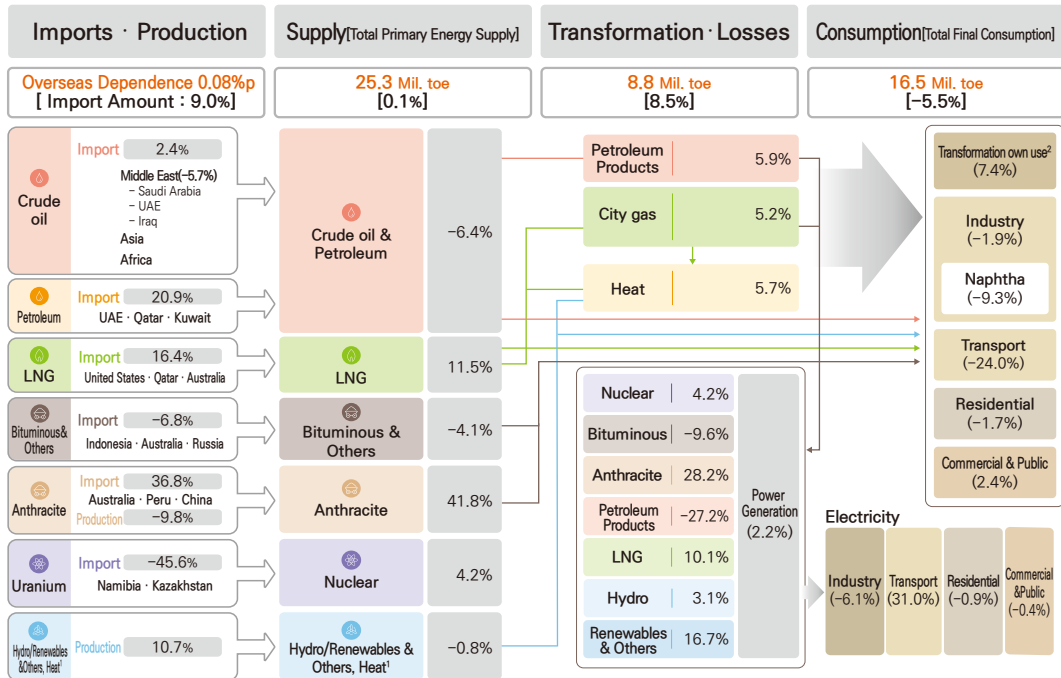 Imports · Production
Overseas Dependence 0.08%p
[ Import Amount : 9.0%]
Crude
oil
Import 2.4%
Middle East(−5.7%)
− Saudi Arabia
− UAE
− Iraq
Asia
Africa
Petroleum
Import 20.9%
UAE · Qatar · Kuwait
LNG
Import 16.4%
United States · Qatar · Australia
Bituminous&
Others
Import −6.8%
Indonesia · Australia · Russia
Anthracite
Import 36.8%
Australia · Peru · China
Production −9.8%
Uranium
Import −45.6%
Namibia · Kazakhstan
Hydro/Renewables
&Others, Heat¹
Production 10.7%
Supply[Total Primary Energy Supply]
25.3 Mil. toe
[0.1%]
Crude oil &
Petroleum
−6.4%
LNG
11.5%
Bituminous &
Others
−4.1%
Anthracite
41.8%
Nuclear
4.2%
Hydro/Renewables &
Others, Heat¹
−0.8%
Transformation · Losses
8.8 Mil. toe
[8.5%]
Petroleum
Products
5.9%
City gas
5.2%
Heat
5.7%
Nuclear 4.2%
Bituminous −9.6%
Anthracite 28.2%
Petroleum
Products
−27.2%
LNG 10.1%
Hydro 3.1%
Renewables
& Others
16.7%
Power
Generation
(2.2%)
Consumption[Total Final Consumption]
16.5 Mil. toe
[−5.5%]
Transformation own use²
(7.4%)
Industry
(−1.9%)
Naphtha
(−9.3%)
Transport
(−24.0%)
Residential
(−1.7%)
Commercial & Public
(2.4%)
Electricity
Industry
(−6.1%)
Transport
(31.0%)
Residential
(−0.9%)
Commercial
&Public
(−0.4%)